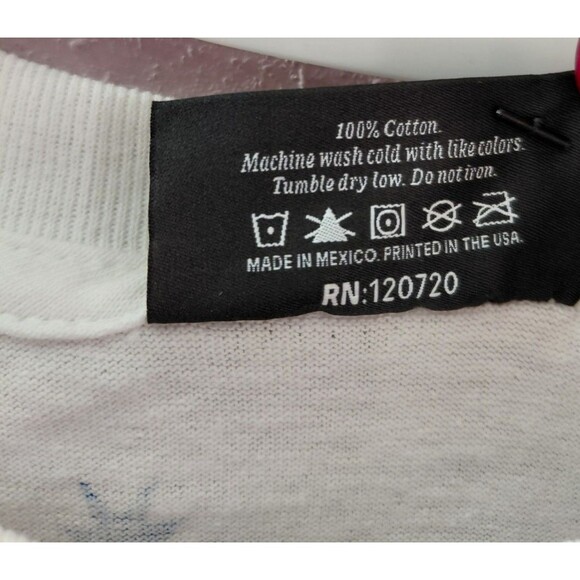 100% Cotton.
Machine wash cold with like colors.
Tumble dry low. Do not iron.
MADE IN MEXICO. PRINTED IN THE USA.
RN:120720